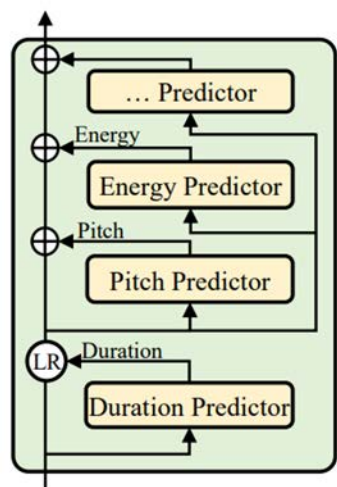 ... Predictor
Energy
Energy Predictor
Pitch
Pitch Predictor
LR
Duration
Duration Predictor